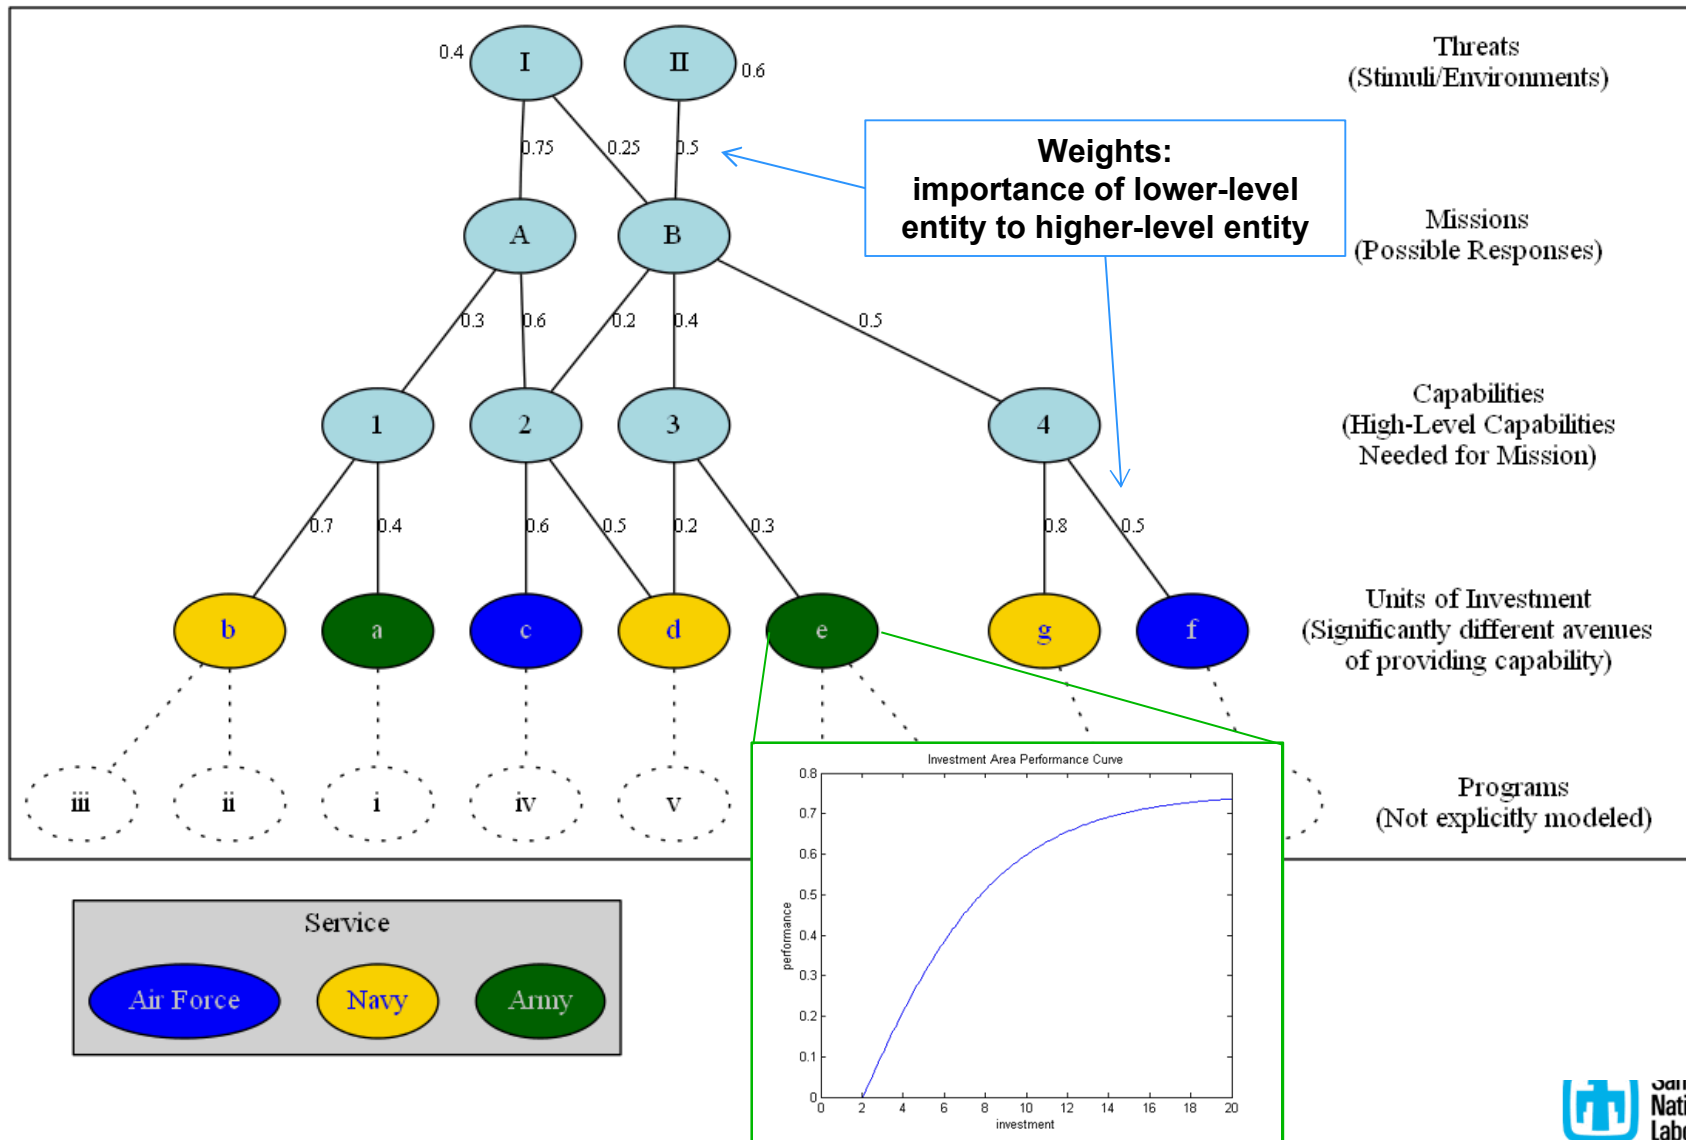 0.4
I
II
0.6
Threats
(Stimuli/Environments)
0.75
0.25
0.5
Weights:
importance of lower-level
entity to higher-level entity
A
B
Missions
(Possible Responses)
0.3
0.6
0.2
0.4
0.5
1
2
3
4
Capabilities
(High-Level Capabilities
Needed for Mission)
0.7
0.4
0.6
0.5
0.2
0.3
0.8
0.5
b
a
c
d
e
g
f
Units of Investment
(Significantly different avenues
of providing capability)
iii
ii
i
iv
v
Programs
(Not explicitly modeled)
Investment Area Performance Curve
0.8
0.7
0.6
0.5
0.4
0.3
0.2
0.1
0
performance
0 2 4 6 8 10 12 14 16 18 20
investment
Service
Air Force
Navy
Army